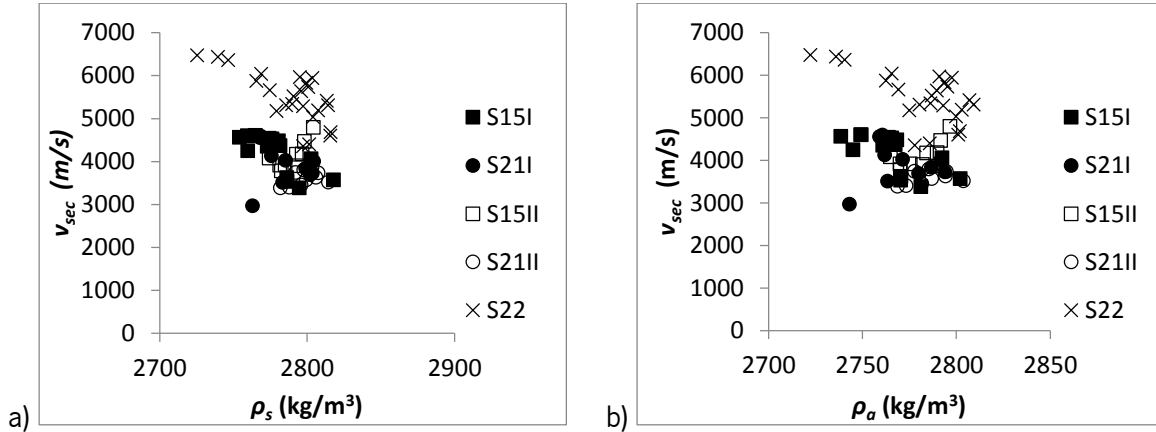 7000
6000
5000
4000
3000
2000
1000
0
v_sec (m/s)
2700 2800 2900
ρ_s (kg/m³)
S15I
S21I
S15II
S21II
S22
a)
7000
6000
5000
4000
3000
2000
1000
0
v_sec (m/s)
2700 2750 2800 2850
ρ_a (kg/m³)
S15I
S21I
S15II
S21II
S22
b)